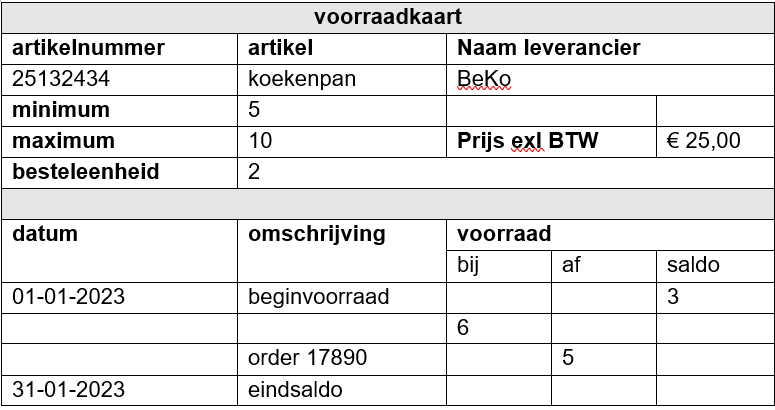 voorraadkaart
artikelnummer artikel Naam leverancier
25132434 koekenpan BeKo
minimum 5
maximum 10 Prijs exl BTW € 25,00
besteleenheid 2
datum omschrijving voorraad
bij af saldo
01-01-2023 beginvoorraad 3
6
order 17890 5
31-01-2023 eindsaldo